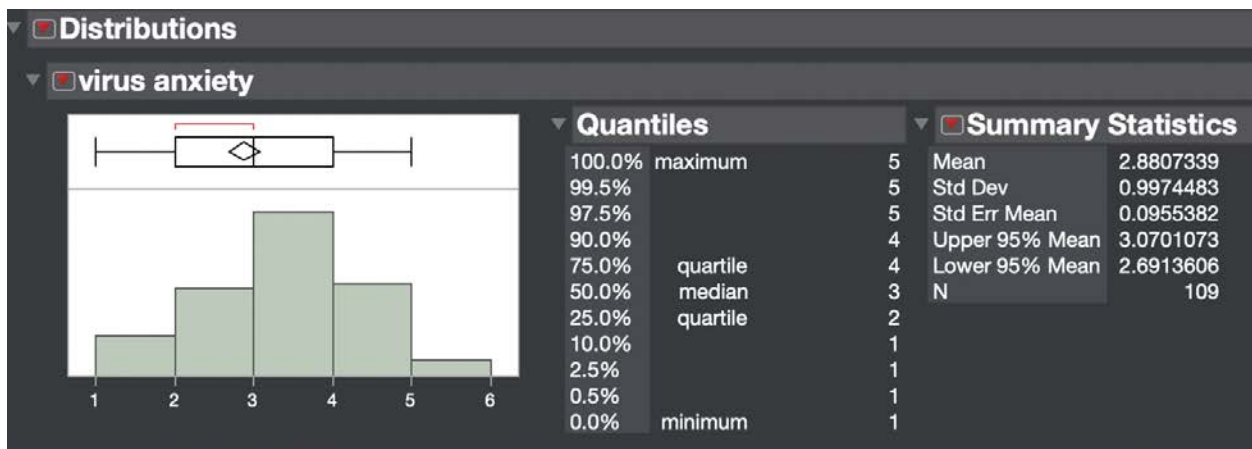 Distributions
virus anxiety
1 2 3 4 5 6
Quantiles
100.0% maximum 5
99.5% 5
97.5% 5
90.0% 4
75.0% quartile 4
50.0% median 3
25.0% quartile 2
10.0% 1
2.5% 1
0.5% 1
0.0% minimum 1
Summary Statistics
Mean 2.8807339
Std Dev 0.9974483
Std Err Mean 0.0955382
Upper 95% Mean 3.0701073
Lower 95% Mean 2.6913606
N 109